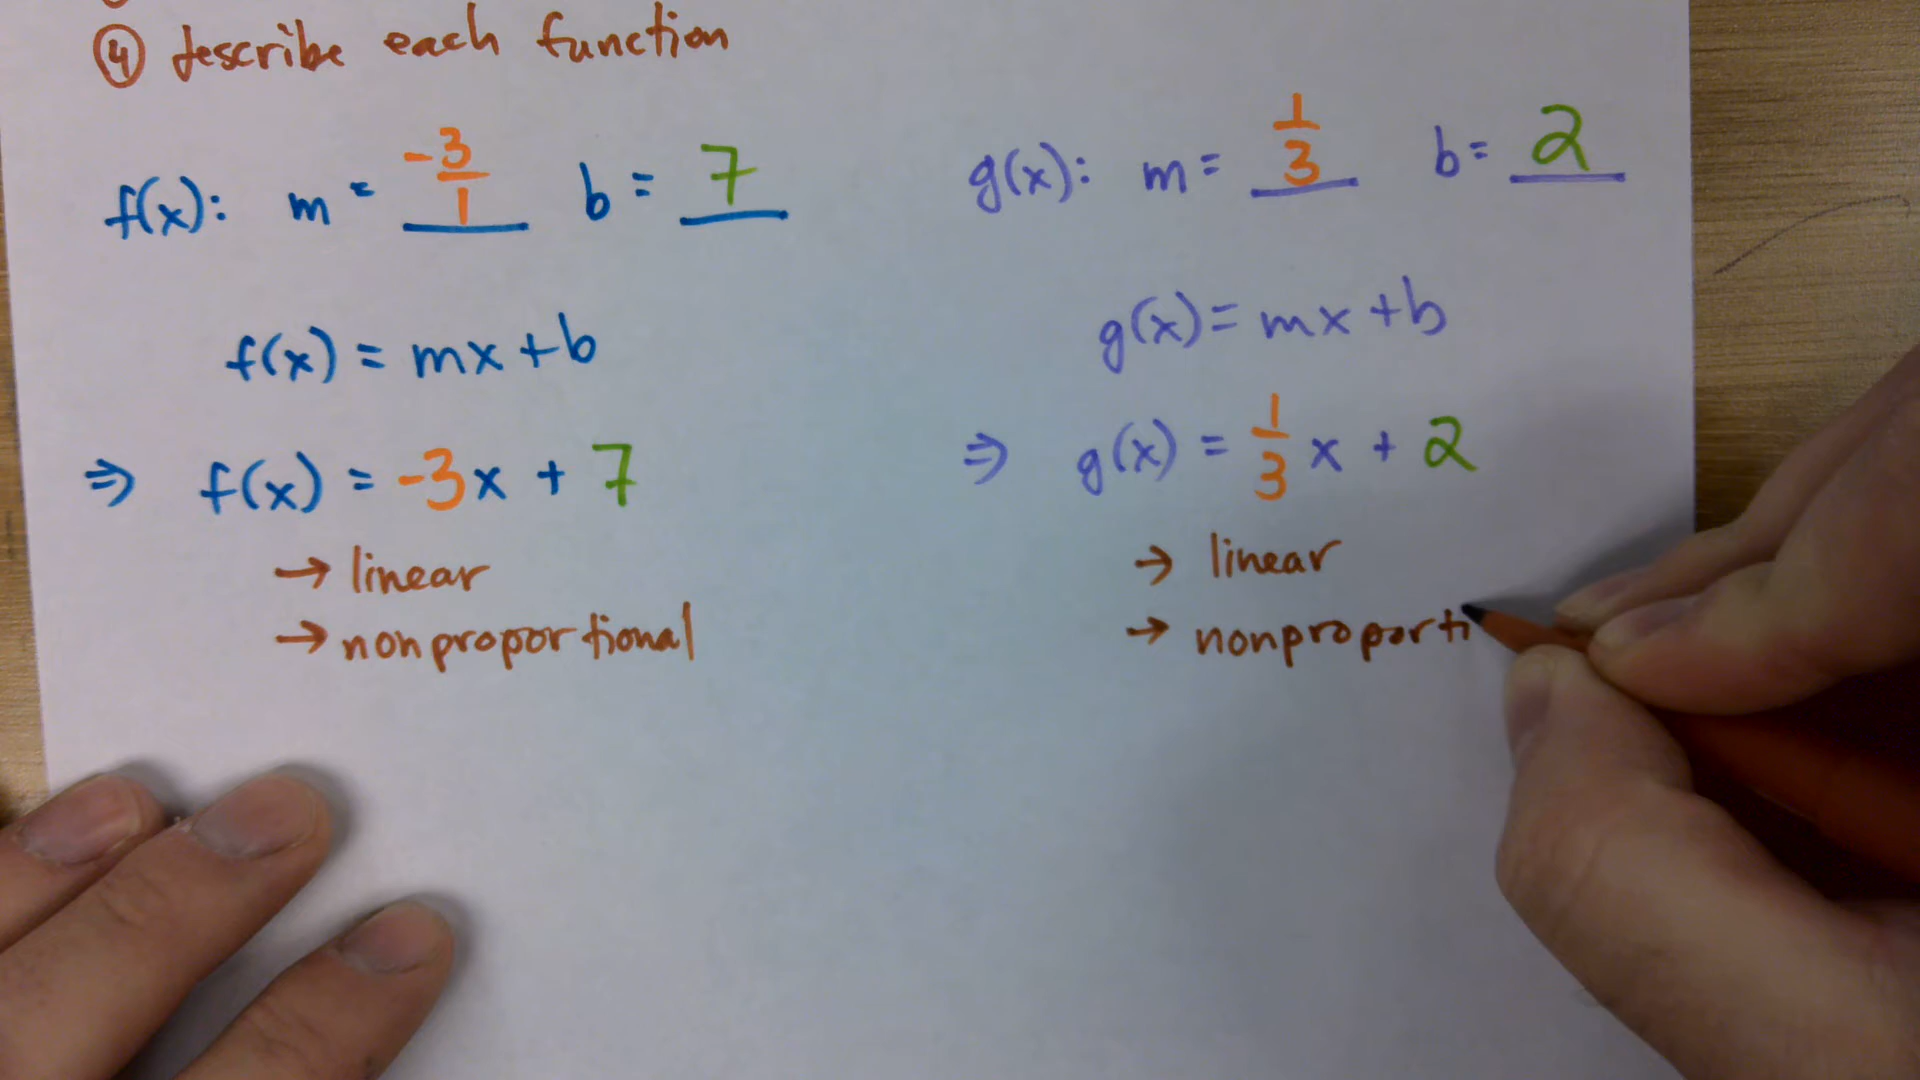 ④ describe each function
f(x): m = -3/1 b = 7
f(x) = mx + b
⇒ f(x) = -3x + 7
→ linear
→ nonproportional
g(x): m = 1/3 b = 2
g(x) = mx + b
⇒ g(x) = 1/3 x + 2
→ linear
→ nonproporti